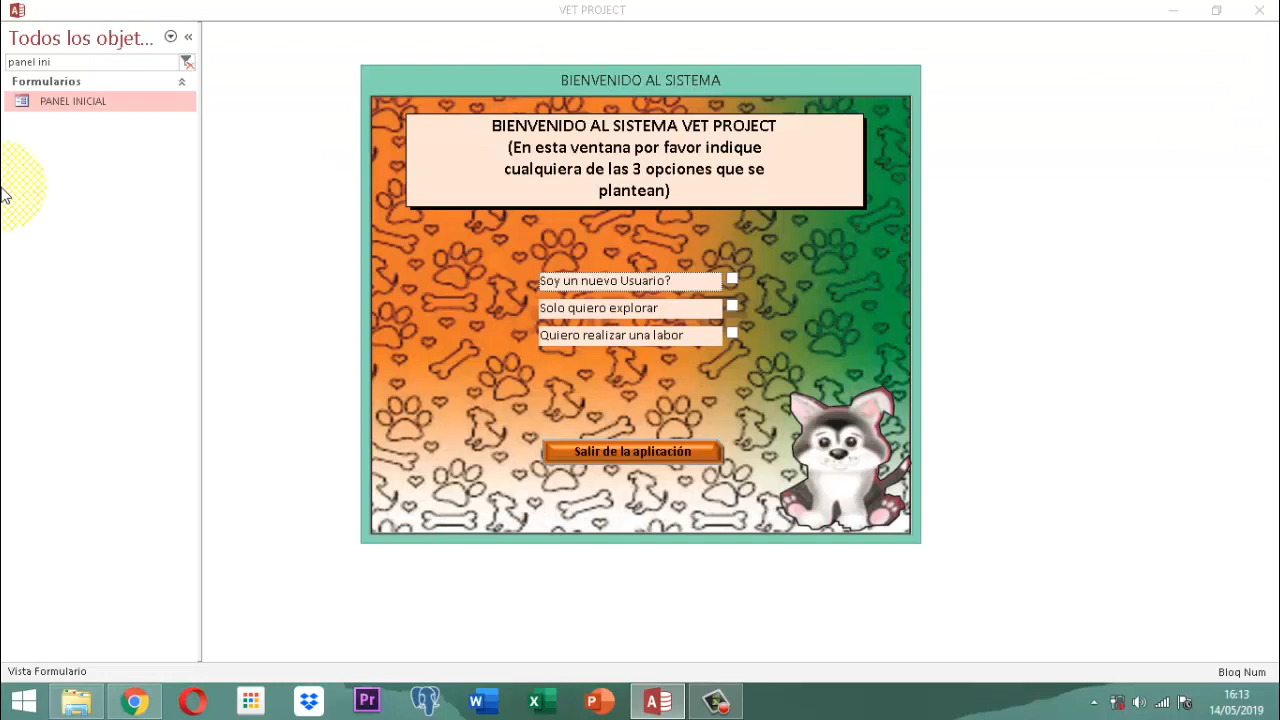 VET PROJECT
Todos los objet...
panel ini
Formularios
PANEL INICIAL
BIENVENIDO AL SISTEMA
BIENVENIDO AL SISTEMA VET PROJECT
(En esta ventana por favor indique
cualquiera de las 3 opciones que se
plantean)
Soy un nuevo Usuario?
Solo quiero explorar
Quiero realizar una labor
Salir de la aplicación
Vista Formulario
Bloq Num
Pr
W
X
P
A
16:13
14/05/2019